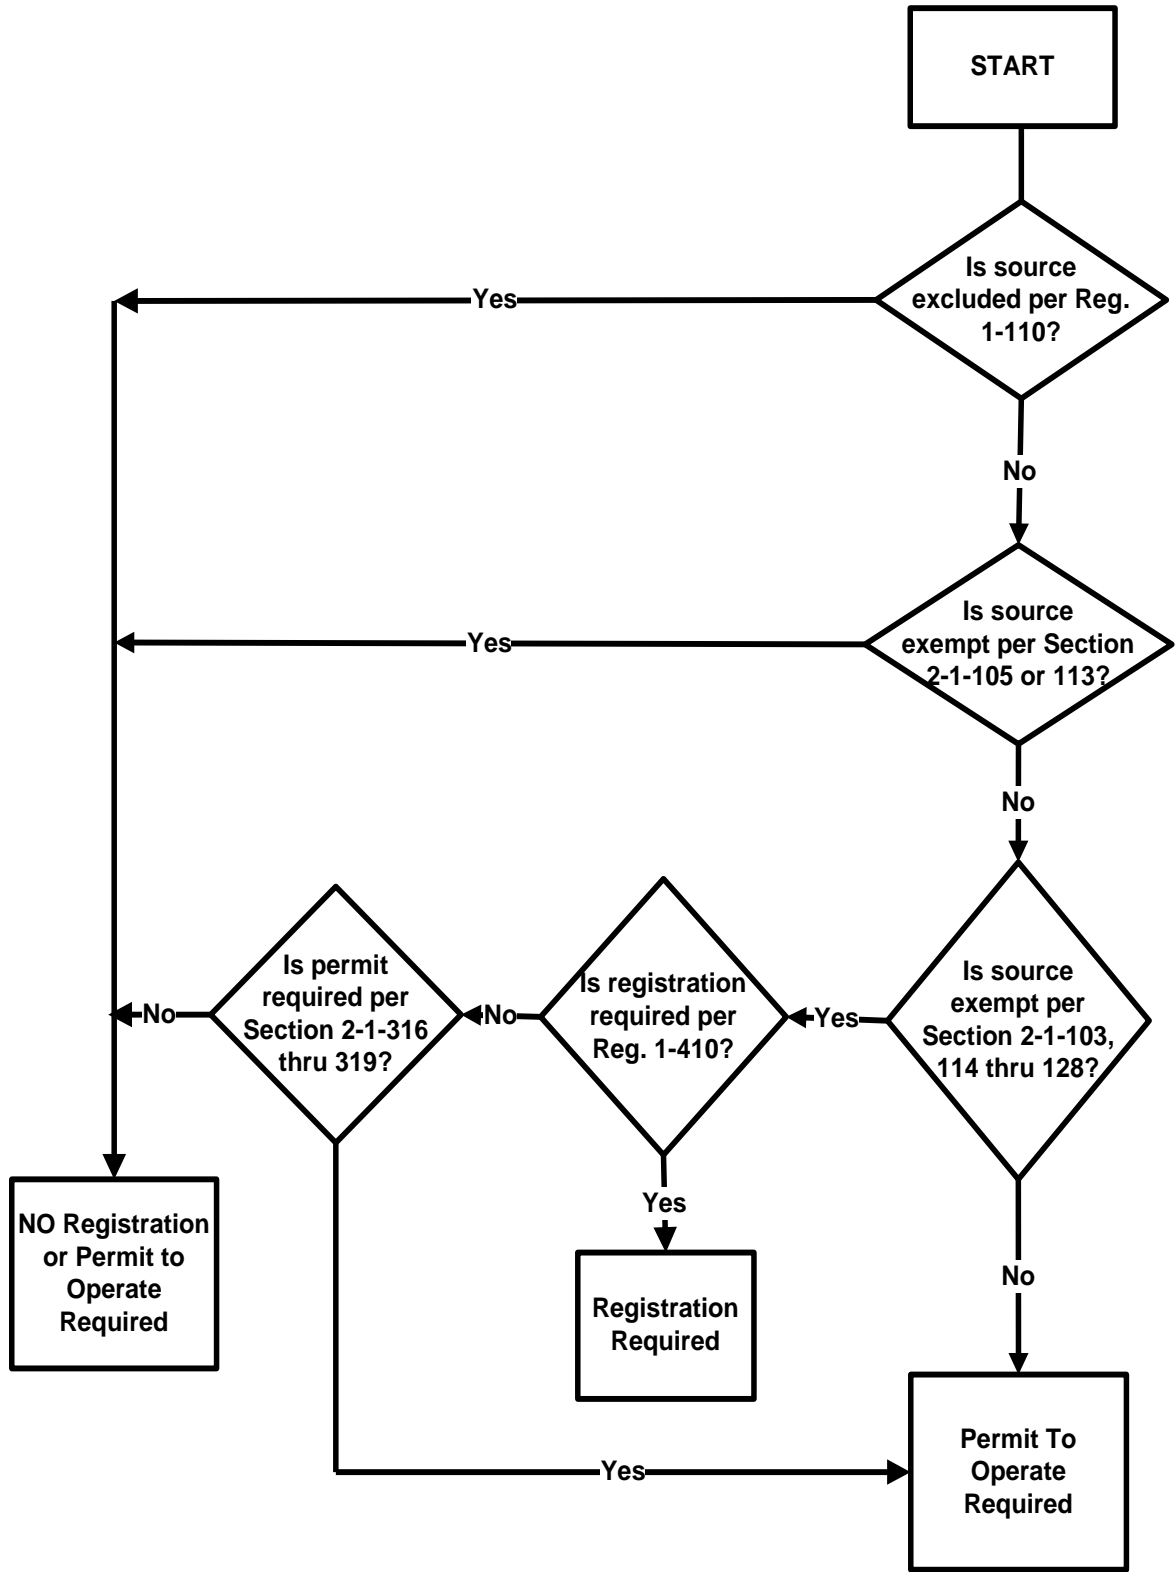 START
Is source
excluded per Reg.
1-110?
Yes
No
Is source
exempt per Section
2-1-105 or 113?
Yes
No
Is source
exempt per
Section 2-1-103,
114 thru 128?
Yes
Is registration
required per
Reg. 1-410?
No
Is permit
required per
Section 2-1-316
thru 319?
No
Yes
No
NO Registration
or Permit to
Operate
Required
Registration
Required
Yes
Permit To
Operate
Required